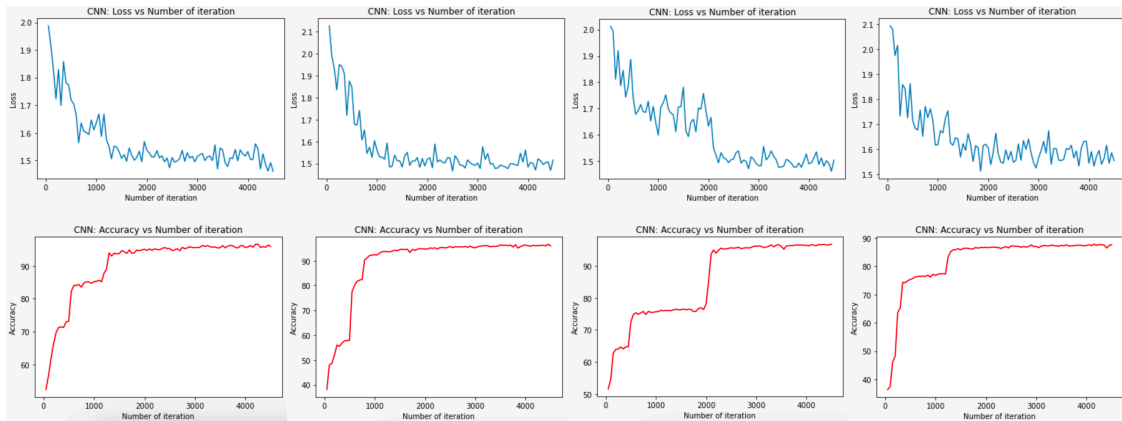 CNN: Loss vs Number of iteration
2.0
1.9
1.8
1.7
1.6
1.5
Loss
0 1000 2000 3000 4000
Number of iteration
CNN: Loss vs Number of iteration
2.1
2.0
1.9
1.8
1.7
1.6
1.5
Loss
0 1000 2000 3000 4000
Number of iteration
CNN: Loss vs Number of iteration
2.0
1.9
1.8
1.7
1.6
1.5
Loss
0 1000 2000 3000 4000
Number of iteration
CNN: Loss vs Number of iteration
2.1
2.0
1.9
1.8
1.7
1.6
1.5
Loss
0 1000 2000 3000 4000
Number of iteration
CNN: Accuracy vs Number of iteration
90
80
70
60
Accuracy
0 1000 2000 3000 4000
Number of iteration
CNN: Accuracy vs Number of iteration
90
80
70
60
50
40
Accuracy
0 1000 2000 3000 4000
Number of iteration
CNN: Accuracy vs Number of iteration
90
80
70
60
50
Accuracy
0 1000 2000 3000 4000
Number of iteration
CNN: Accuracy vs Number of iteration
90
80
70
60
50
40
Accuracy
0 1000 2000 3000 4000
Number of iteration